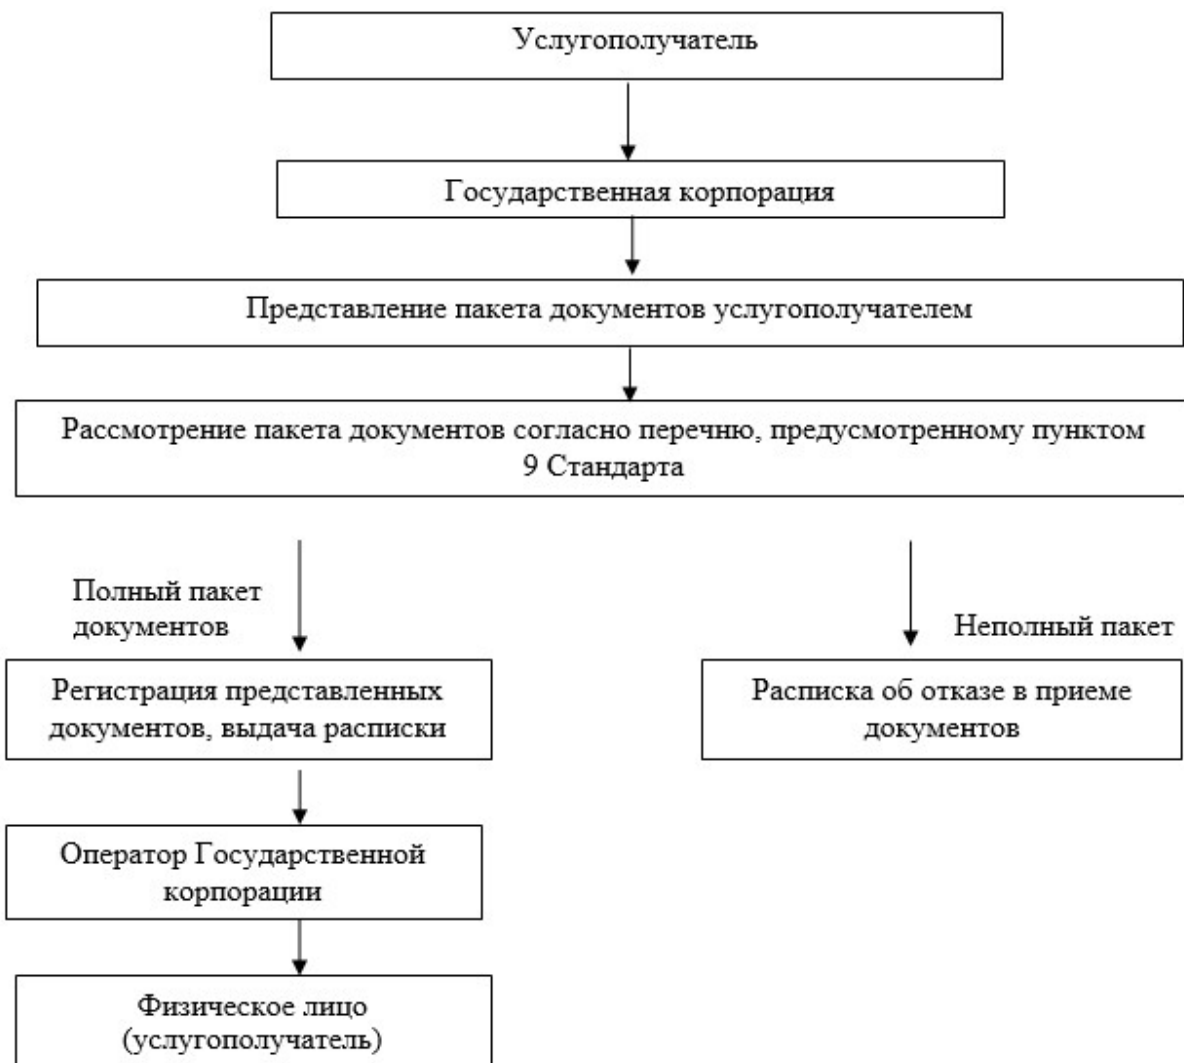 Услугополучатель
Государственная корпорация
Представление пакета документов услугополучателем
Рассмотрение пакета документов согласно перечню, предусмотренному пунктом
9 Стандарта
Полный пакет
документов
Неполный пакет
Регистрация представленных
документов, выдача расписки
Расписка об отказе в приеме
документов
Оператор Государственной
корпорации
Физическое лицо
(услугополучатель)